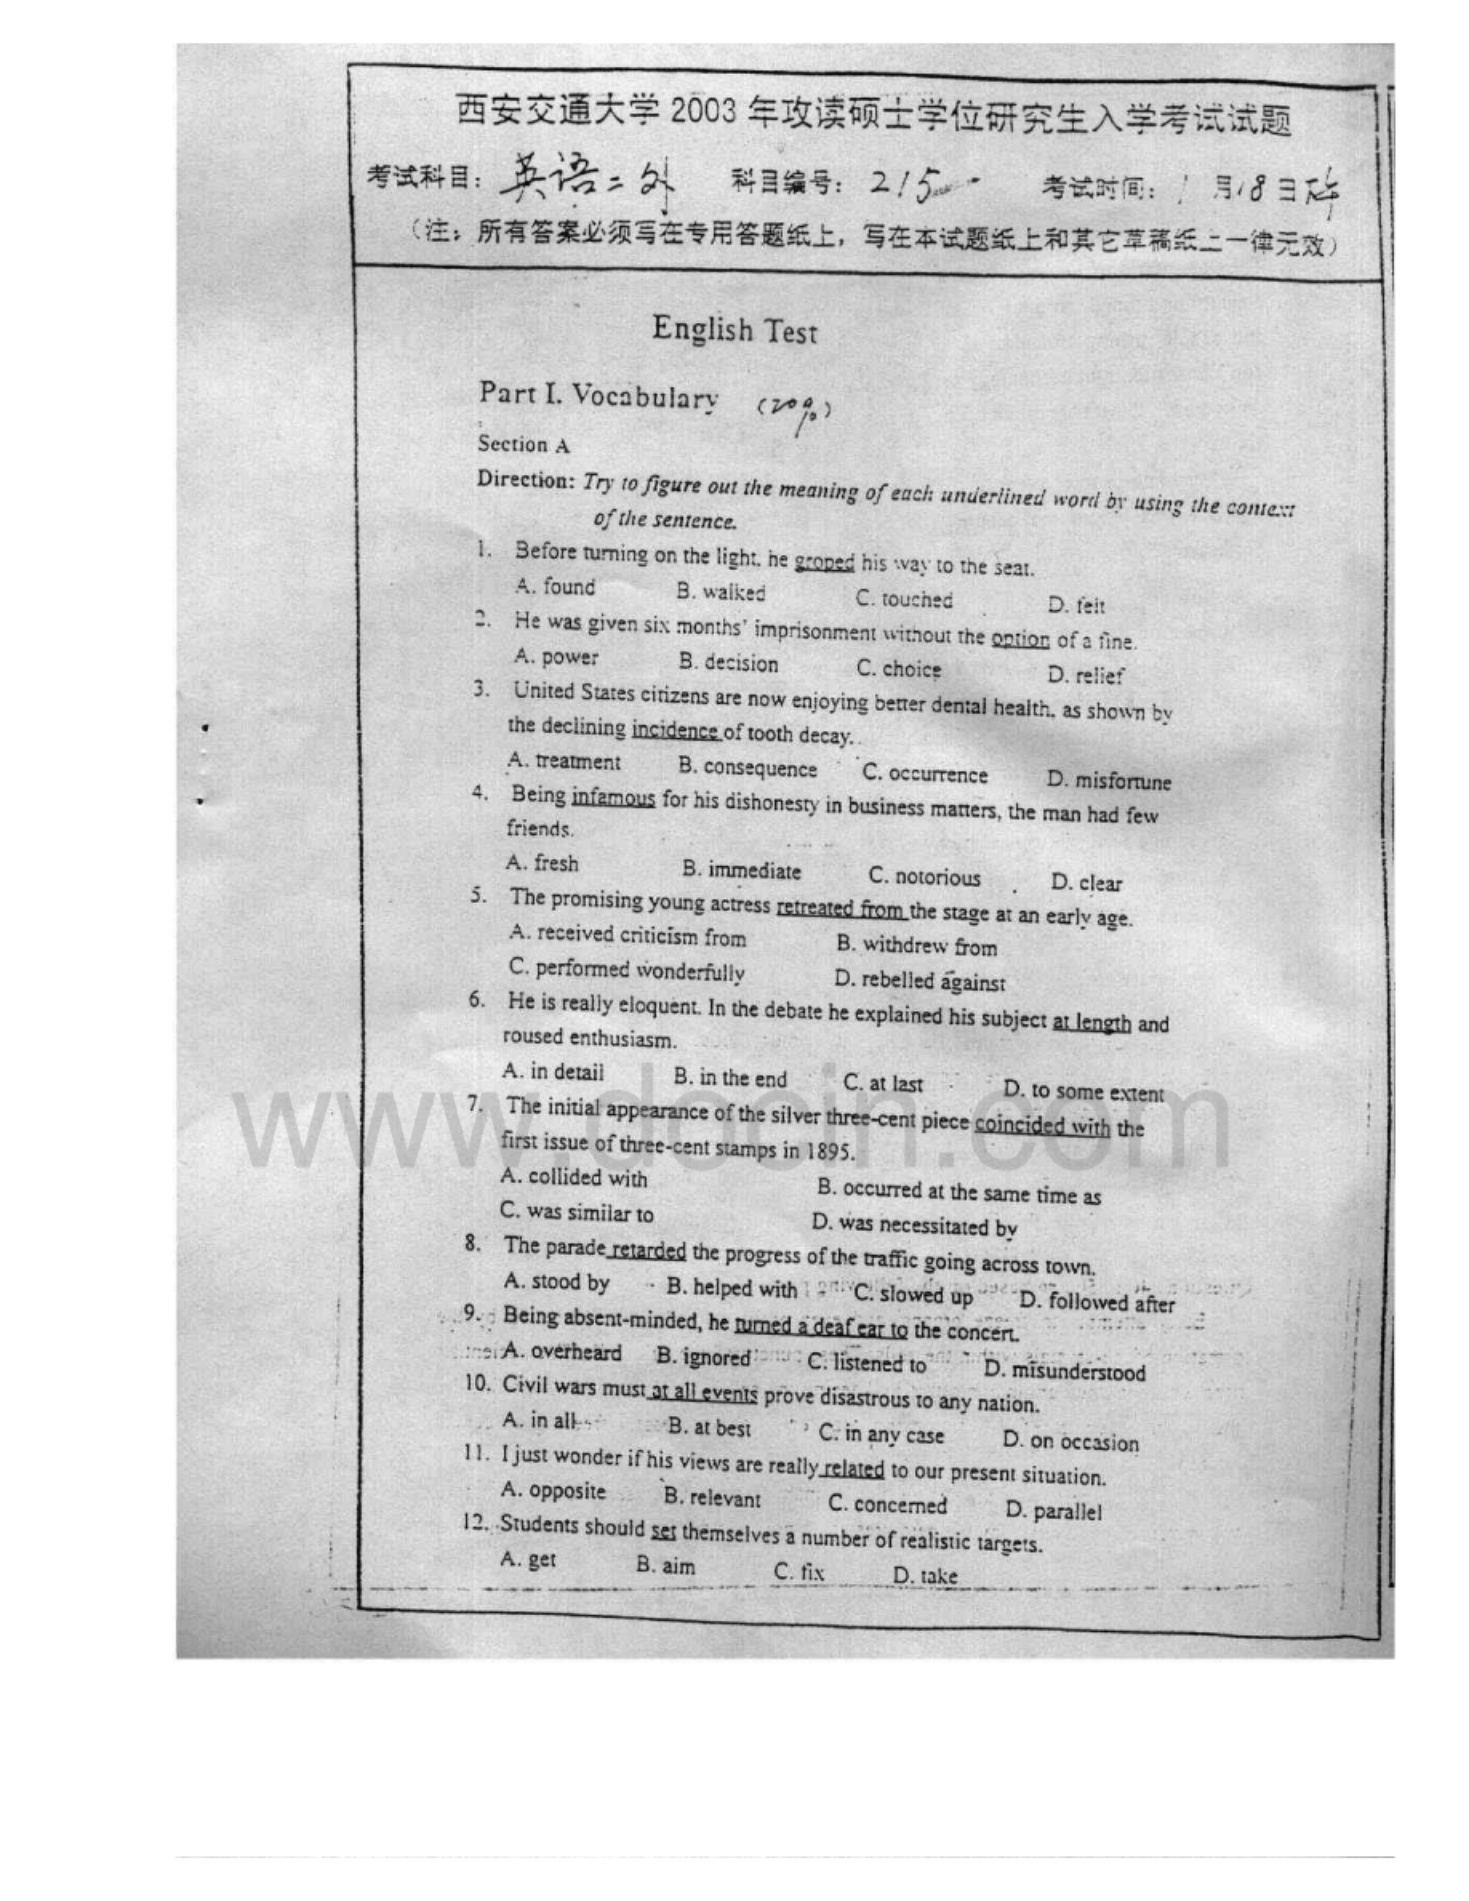 西安交通大学 2003 年攻读硕士学位研究生入学考试试题
考试科目：英语二外 科目编号：215 考试时间：1 月18日下午
（注：所有答案必须写在专用答题纸上，写在本试题纸上和其它草稿纸上一律无效）
English Test
Part I. Vocabulary (20%)
Section A
Direction: Try to figure out the meaning of each underlined word by using the context
of the sentence.
1. Before turning on the light, he groped his way to the seat.
A. found B. walked C. touched D. felt
2. He was given six months' imprisonment without the option of a fine.
A. power B. decision C. choice D. relief
3. United States citizens are now enjoying better dental health, as shown by
the declining incidence of tooth decay.
A. treatment B. consequence C. occurrence D. misfortune
4. Being infamous for his dishonesty in business matters, the man had few
friends.
A. fresh B. immediate C. notorious D. clear
5. The promising young actress retreated from the stage at an early age.
A. received criticism from B. withdrew from
C. performed wonderfully D. rebelled against
6. He is really eloquent. In the debate he explained his subject at length and
roused enthusiasm.
A. in detail B. in the end C. at last D. to some extent
7. The initial appearance of the silver three-cent piece coincided with the
first issue of three-cent stamps in 1895.
A. collided with B. occurred at the same time as
C. was similar to D. was necessitated by
8. The parade retarded the progress of the traffic going across town.
A. stood by B. helped with C. slowed up D. followed after
9. Being absent-minded, he turned a deaf ear to the concert.
A. overheard B. ignored C. listened to D. misunderstood
10. Civil wars must at all events prove disastrous to any nation.
A. in all B. at best C. in any case D. on occasion
11. I just wonder if his views are really related to our present situation.
A. opposite B. relevant C. concerned D. parallel
12. Students should set themselves a number of realistic targets.
A. get B. aim C. fix D. take
www.docin.com